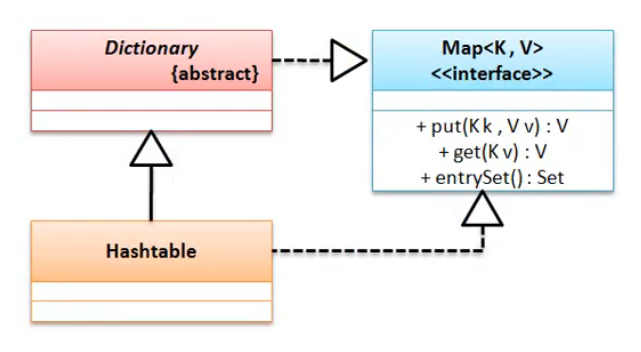 Dictionary
{abstract}
Map<K , V>
<<interface>>
+ put(K k , V v) : V
+ get(K v) : V
+ entrySet() : Set
Hashtable